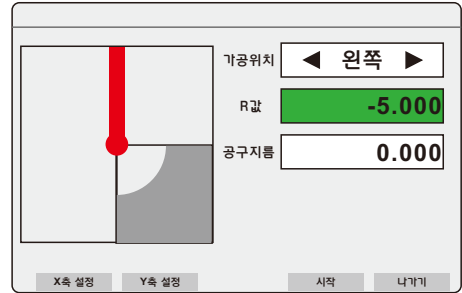 가공위치 ◀ 왼쪽 ▶
R값 -5.000
공구지름 0.000
X축 설정 Y축 설정 시작 나가기